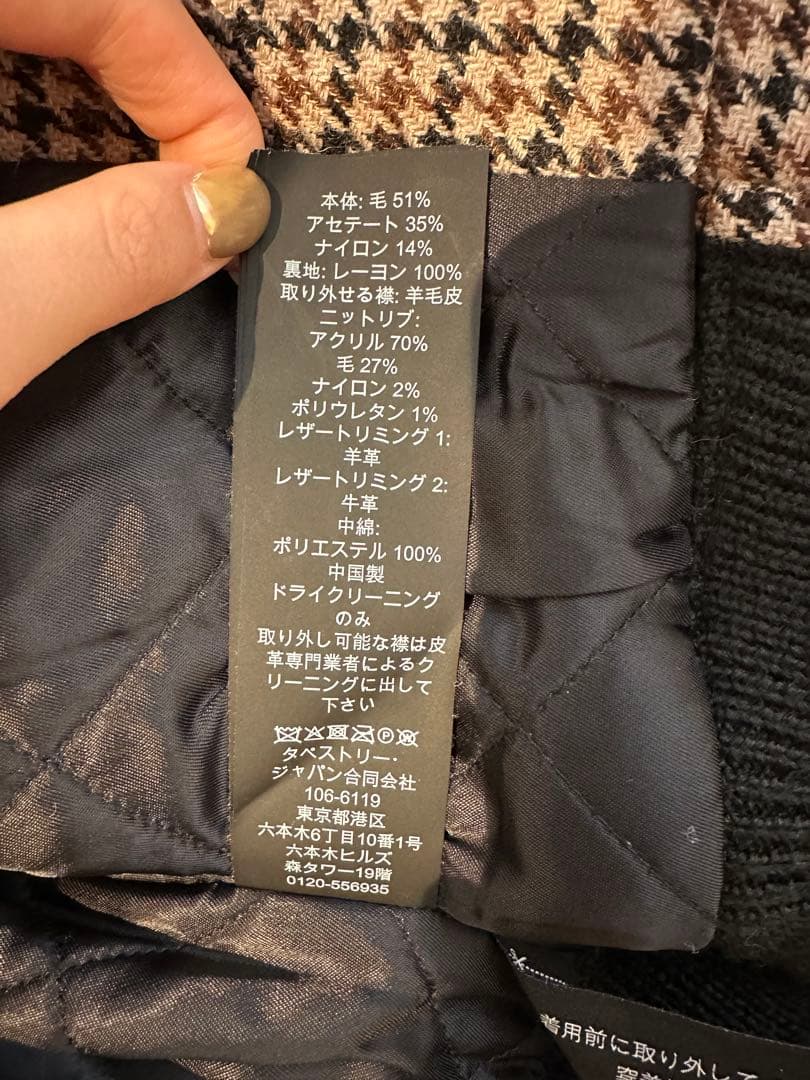 本体: 毛 51%
アセテート 35%
ナイロン 14%
裏地: レーヨン 100%
取り外せる襟: 羊毛皮
ニットリブ:
アクリル 70%
毛 27%
ナイロン 2%
ポリウレタン 1%
レザートリミング 1:
羊革
レザートリミング 2:
牛革
中綿:
ポリエステル 100%
中国製
ドライクリーニング
のみ
取り外し可能な襟は皮
革専門業者によるク
リーニングに出して
下さい
タペストリー・
ジャパン合同会社
106-6119
東京都港区
六本木6丁目10番1号
六本木ヒルズ
森タワー19階
0120-556935
着用前に取り外して